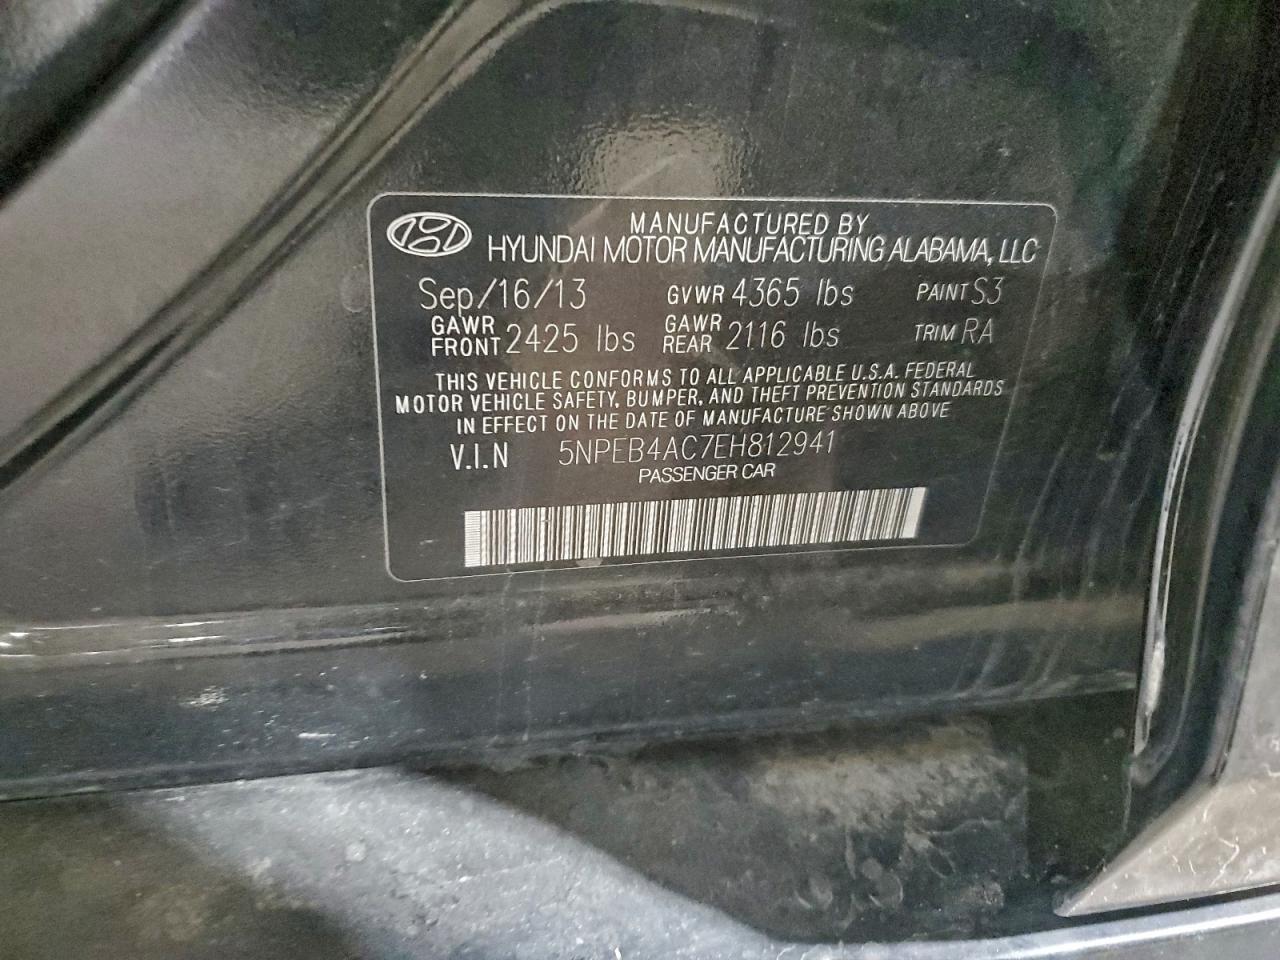 MANUFACTURED BY
HYUNDAI MOTOR MANUFACTURING ALABAMA, LLC
Sep/16/13 GVWR 4365 lbs PAINT S3
GAWR FRONT 2425 lbs GAWR REAR 2116 lbs TRIM RA
THIS VEHICLE CONFORMS TO ALL APPLICABLE U.S.A. FEDERAL
MOTOR VEHICLE SAFETY, BUMPER, AND THEFT PREVENTION STANDARDS
IN EFFECT ON THE DATE OF MANUFACTURE SHOWN ABOVE
V.I.N 5NPEB4AC7EH812941
PASSENGER CAR